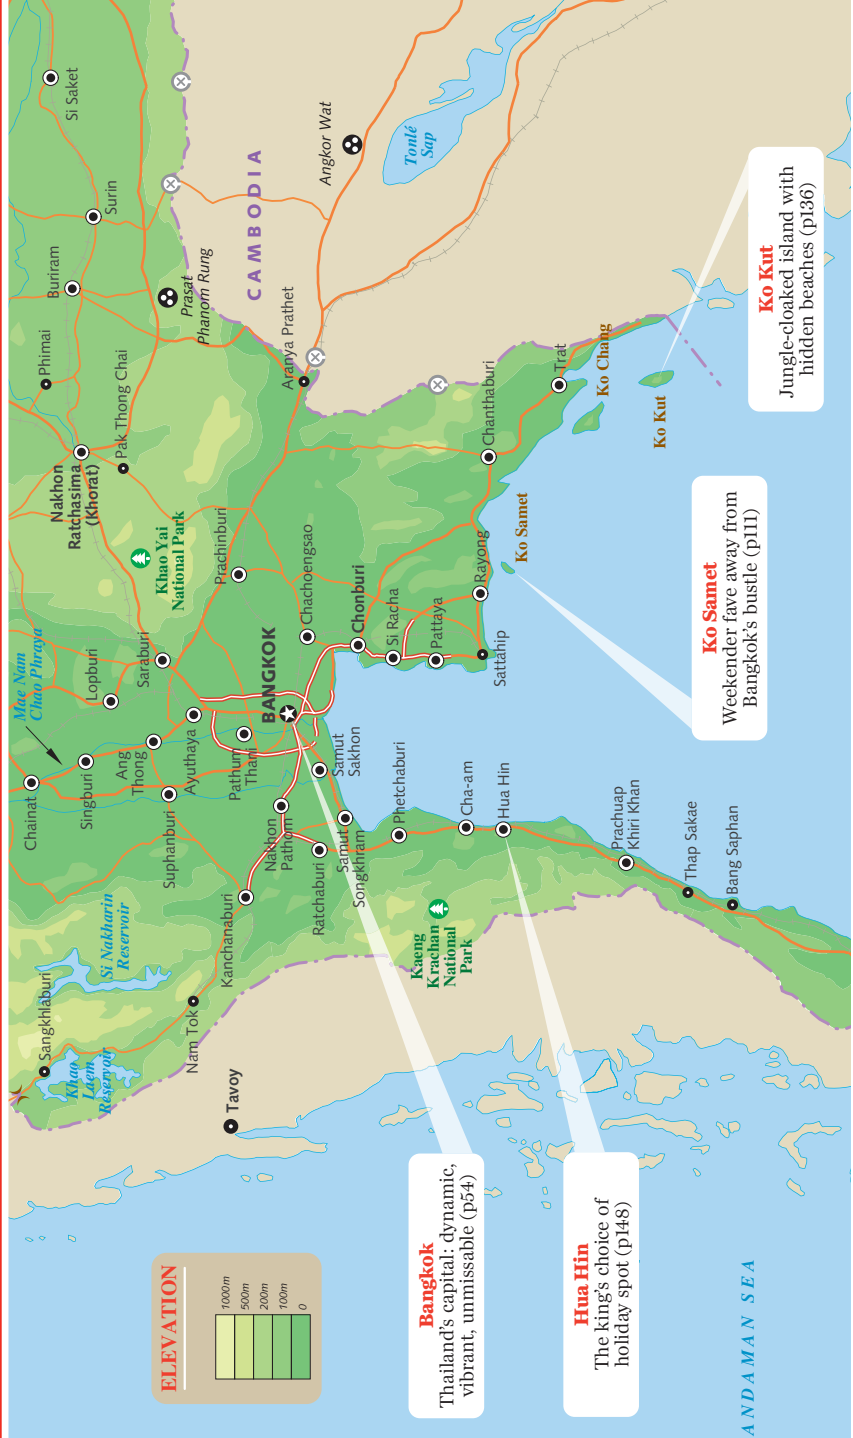 Chainat
Singburi
Mae Nam
Chao Phraya
Lopburi
Ang
Thong
Saraburi
Suphanburi
Ayuthaya
Pathum
Thani
BANGKOK
Nakhon
Pathom
Samut
Sakhon
Samut
Songkhram
Ratchaburi
Kanchanaburi
Nam Tok
Sangkhlaburi
Si Nakharin
Reservoir
Khao
Laem
Reservoir
Tavoy
Phetchaburi
Cha-am
Hua Hin
Kaeng
Krachan
National
Park
Prachuap
Khiri Khan
Thap Sakae
Bang Saphan
Nakhon
Ratchasima
(Khorat)
Pak Thong Chai
Phimai
Buriram
Surin
Si Saket
Khao Yai
National Park
Prachinburi
Chachoengsao
Chonburi
Si Racha
Pattaya
Sattahip
Rayong
Ko Samet
Chanthaburi
Trat
Ko Chang
Ko Kut
Aranya Prathet
Prasat
Phanom Rung
CAMBODIA
Angkor Wat
Tonlé
Sap
ELEVATION
1000m
500m
200m
100m
0
Bangkok
Thailand's capital: dynamic,
vibrant, unmissable (p54)
Hua Hin
The king's choice of
holiday spot (p148)
Ko Samet
Weekender fave away from
Bangkok's bustle (p111)
Ko Kut
Jungle-cloaked island with
hidden beaches (p136)
ANDAMAN SEA